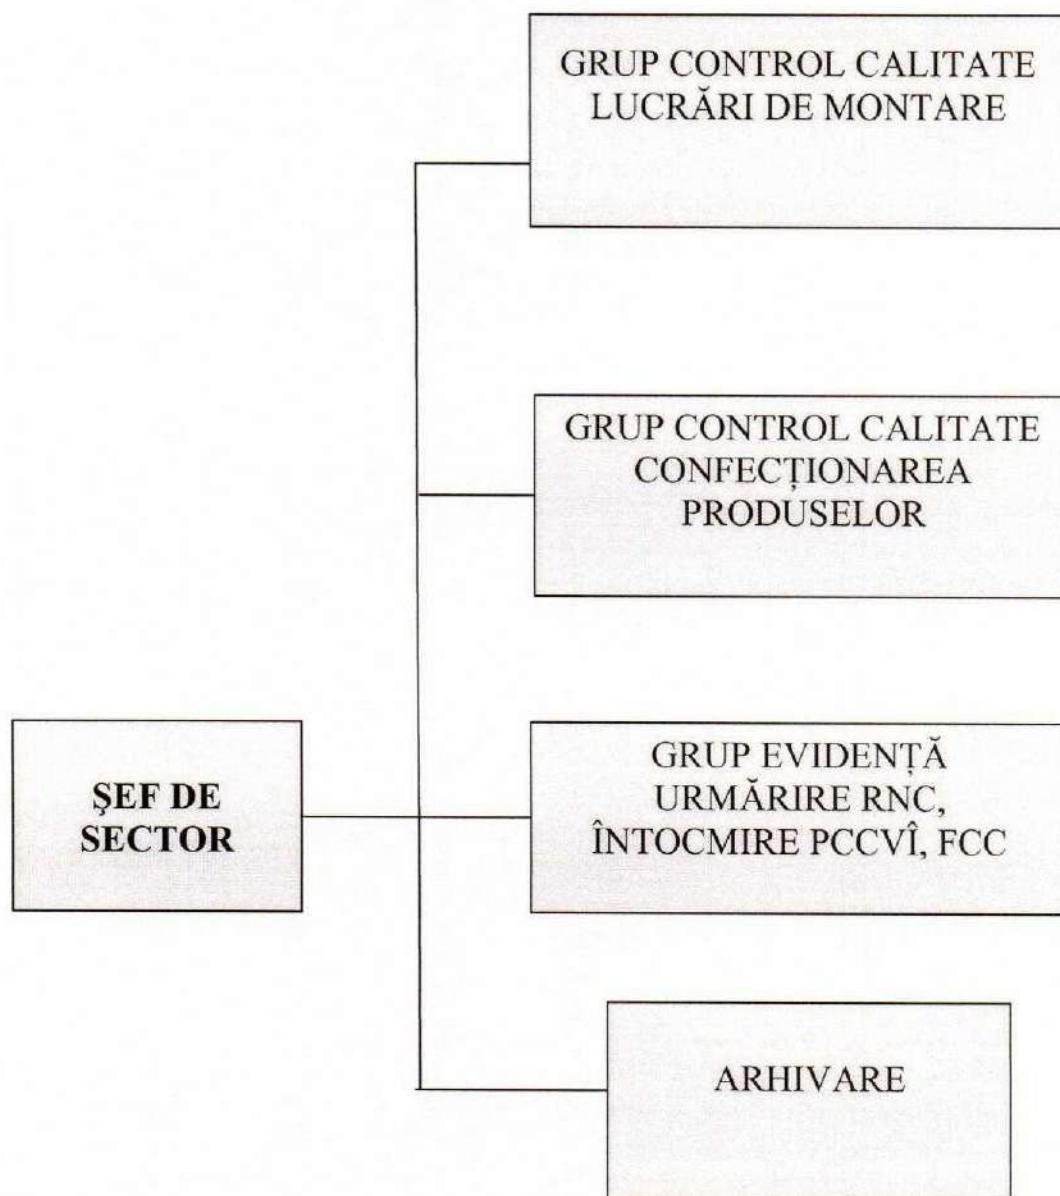 GRUP CONTROL CALITATE
LUCRĂRI DE MONTARE
GRUP CONTROL CALITATE
CONFECȚIONAREA
PRODUSELOR
ŞEF DE
SECTOR
GRUP EVIDENȚĂ
URMĂRIRE RNC,
ÎNTOCMIRE PCCVÎ, FCC
ARHIVARE